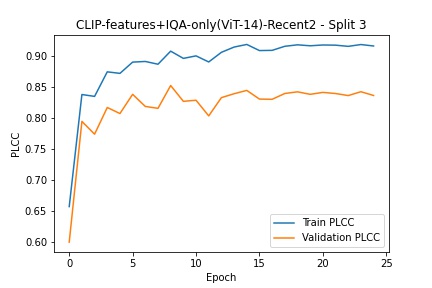 CLIP-features+IQA-only(ViT-14)-Recent2 - Split 3
0.90
0.85
0.80
0.75
0.70
0.65
0.60
PLCC
Train PLCC
Validation PLCC
0 5 10 15 20 25
Epoch